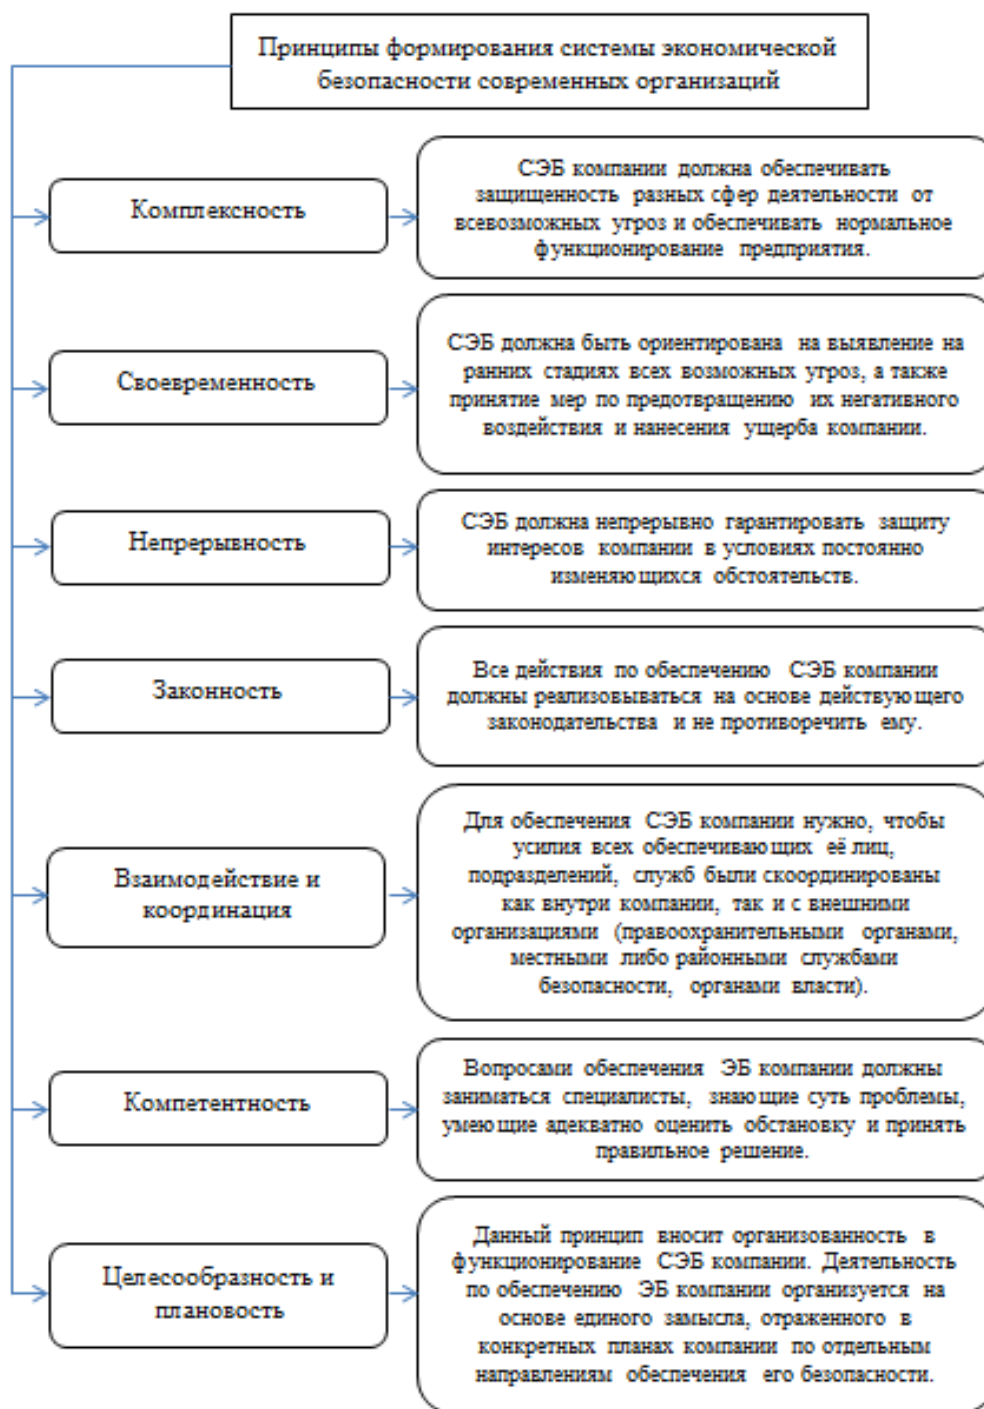 Принципы формирования системы экономической
безопасности современных организаций
Комплексность
СЭБ компании должна обеспечивать
защищенность разных сфер деятельности от
всевозможных угроз и обеспечивать нормальное
функционирование предприятия.
Своевременность
СЭБ должна быть ориентирована на выявление на
ранних стадиях всех возможных угроз, а также
принятие мер по предотвращению их негативного
воздействия и нанесения ущерба компании.
Непрерывность
СЭБ должна непрерывно гарантировать защиту
интересов компании в условиях постоянно
изменяющихся обстоятельств.
Законность
Все действия по обеспечению СЭБ компании
должны реализовываться на основе действующего
законодательства и не противоречить ему.
Взаимодействие и
координация
Для обеспечения СЭБ компании нужно, чтобы
усилия всех обеспечивающих её лиц,
подразделений, служб были скоординированы
как внутри компании, так и с внешними
организациями (правоохранительными органами,
местными либо районными службами
безопасности, органами власти).
Компетентность
Вопросами обеспечения ЭБ компании должны
заниматься специалисты, знающие суть проблемы,
умеющие адекватно оценить обстановку и принять
правильное решение.
Целесообразность и
плановость
Данный принцип вносит организованность в
функционирование СЭБ компании. Деятельность
по обеспечению ЭБ компании организуется на
основе единого замысла, отраженного в
конкретных планах компании по отдельным
направлениям обеспечения его безопасности.